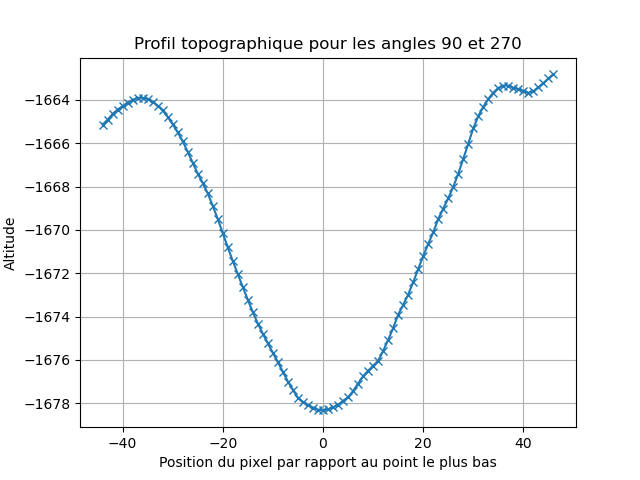 Profil topographique pour les angles 90 et 270
Altitude
−1664
−1666
−1668
−1670
−1672
−1674
−1676
−1678
−40 −20 0 20 40
Position du pixel par rapport au point le plus bas